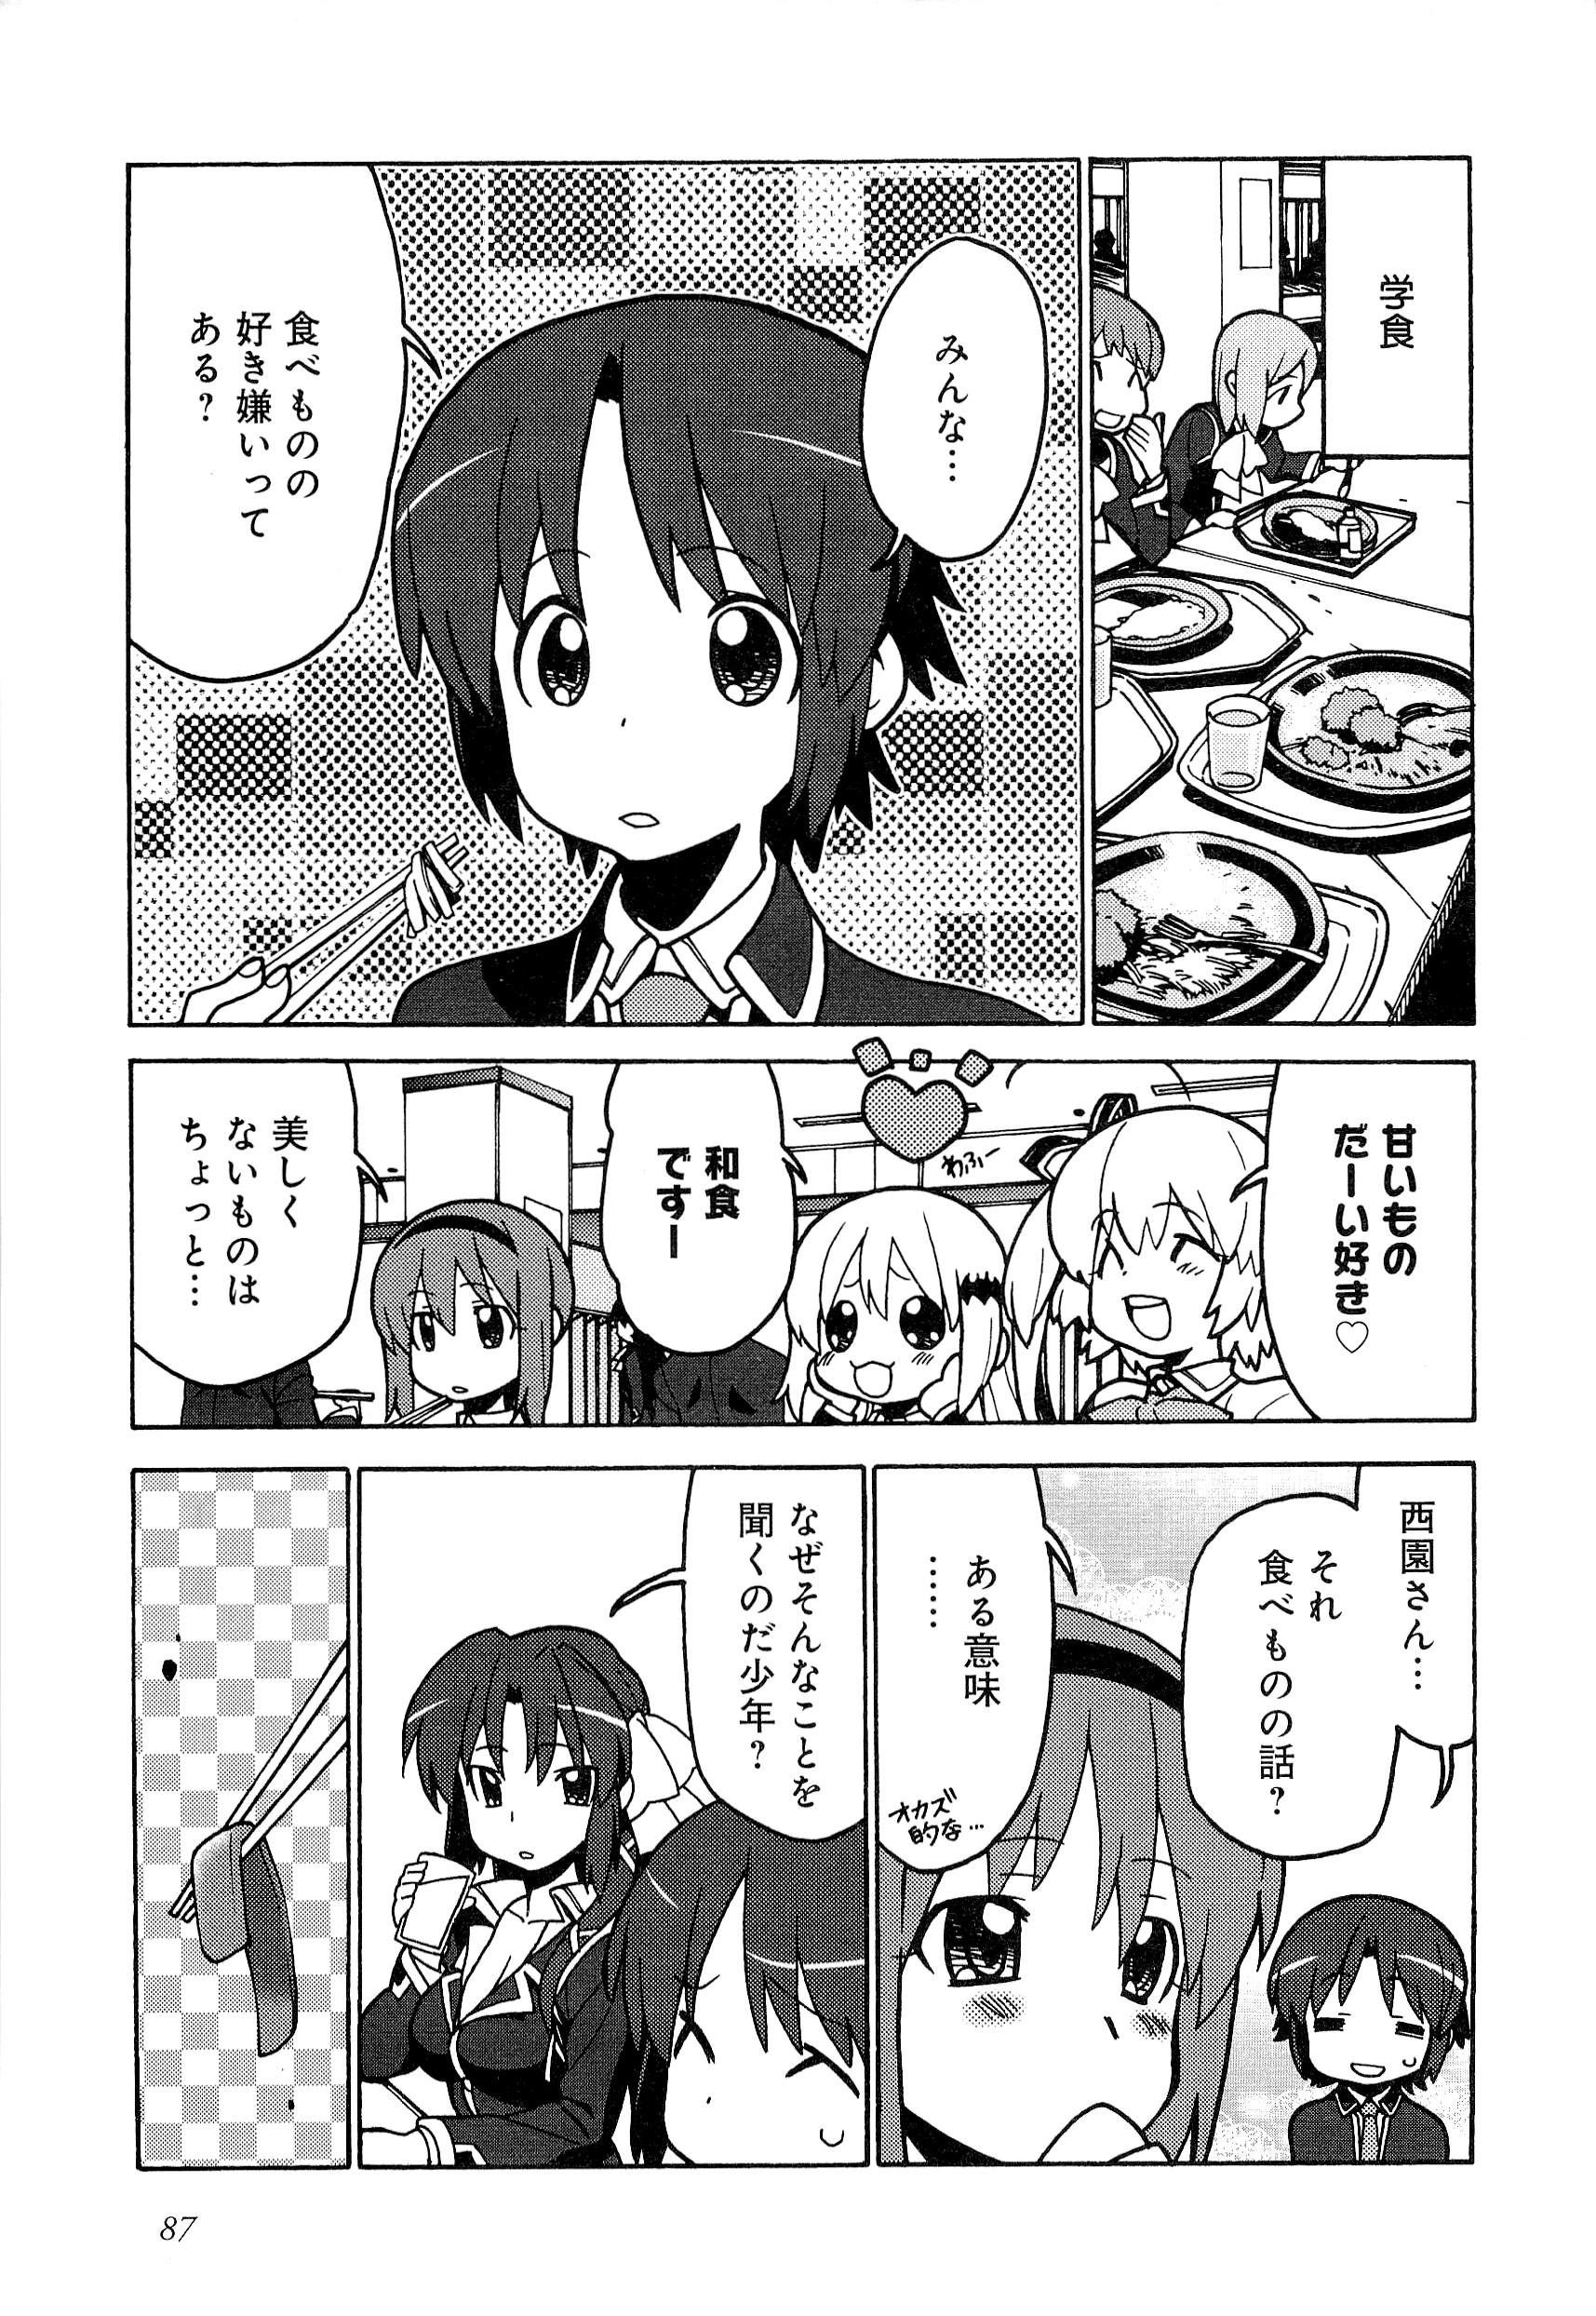 学食
みんな…
食べものの
好き嫌いって
ある？
甘いもの
だーい好き♡
わふー
和食
ですー
美しく
ないものは
ちょっと…
西園さん…
それ
食べものの話？
ある意味
……
オカズ
的な…
なぜそんなことを
聞くのだ少年？
87